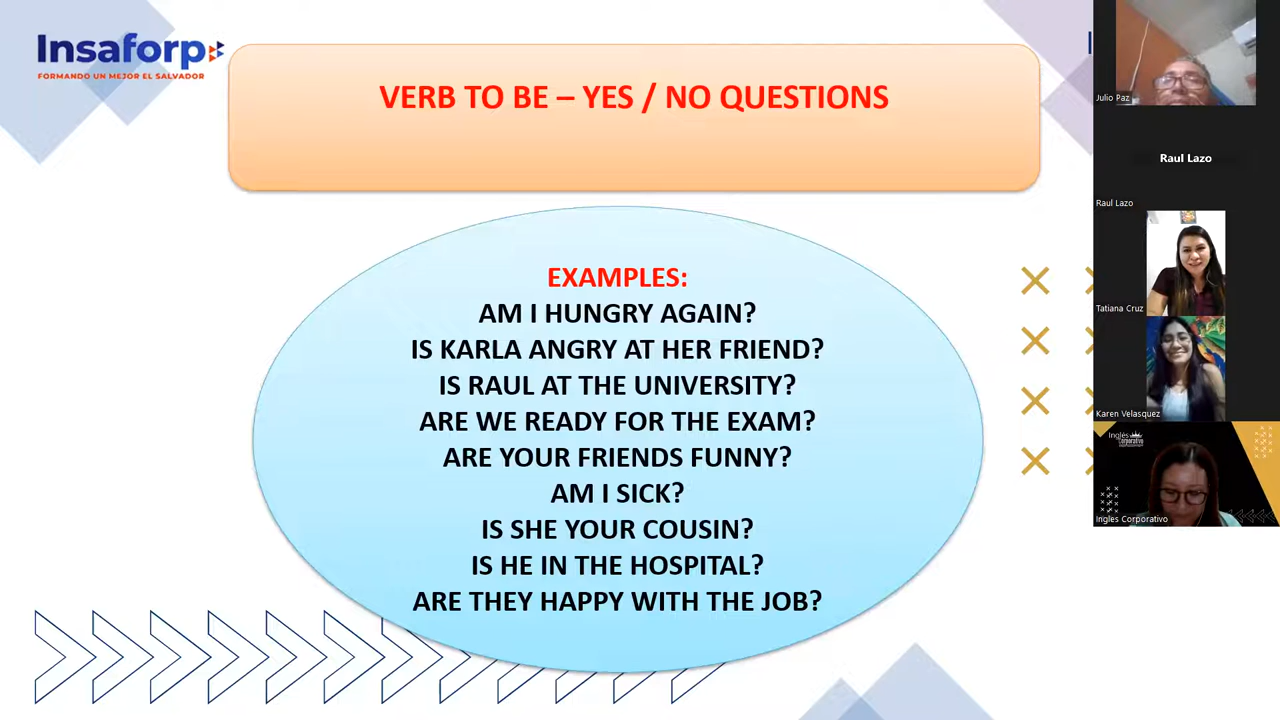 Insaforp
FORMANDO UN MEJOR EL SALVADOR
VERB TO BE – YES / NO QUESTIONS
EXAMPLES:
AM I HUNGRY AGAIN?
IS KARLA ANGRY AT HER FRIEND?
IS RAUL AT THE UNIVERSITY?
ARE WE READY FOR THE EXAM?
ARE YOUR FRIENDS FUNNY?
AM I SICK?
IS SHE YOUR COUSIN?
IS HE IN THE HOSPITAL?
ARE THEY HAPPY WITH THE JOB?
Julio Paz
Raul Lazo
Raul Lazo
Tatiana Cruz
Karen Velasquez
Inglés
Corporativo
Ingles Corporativo